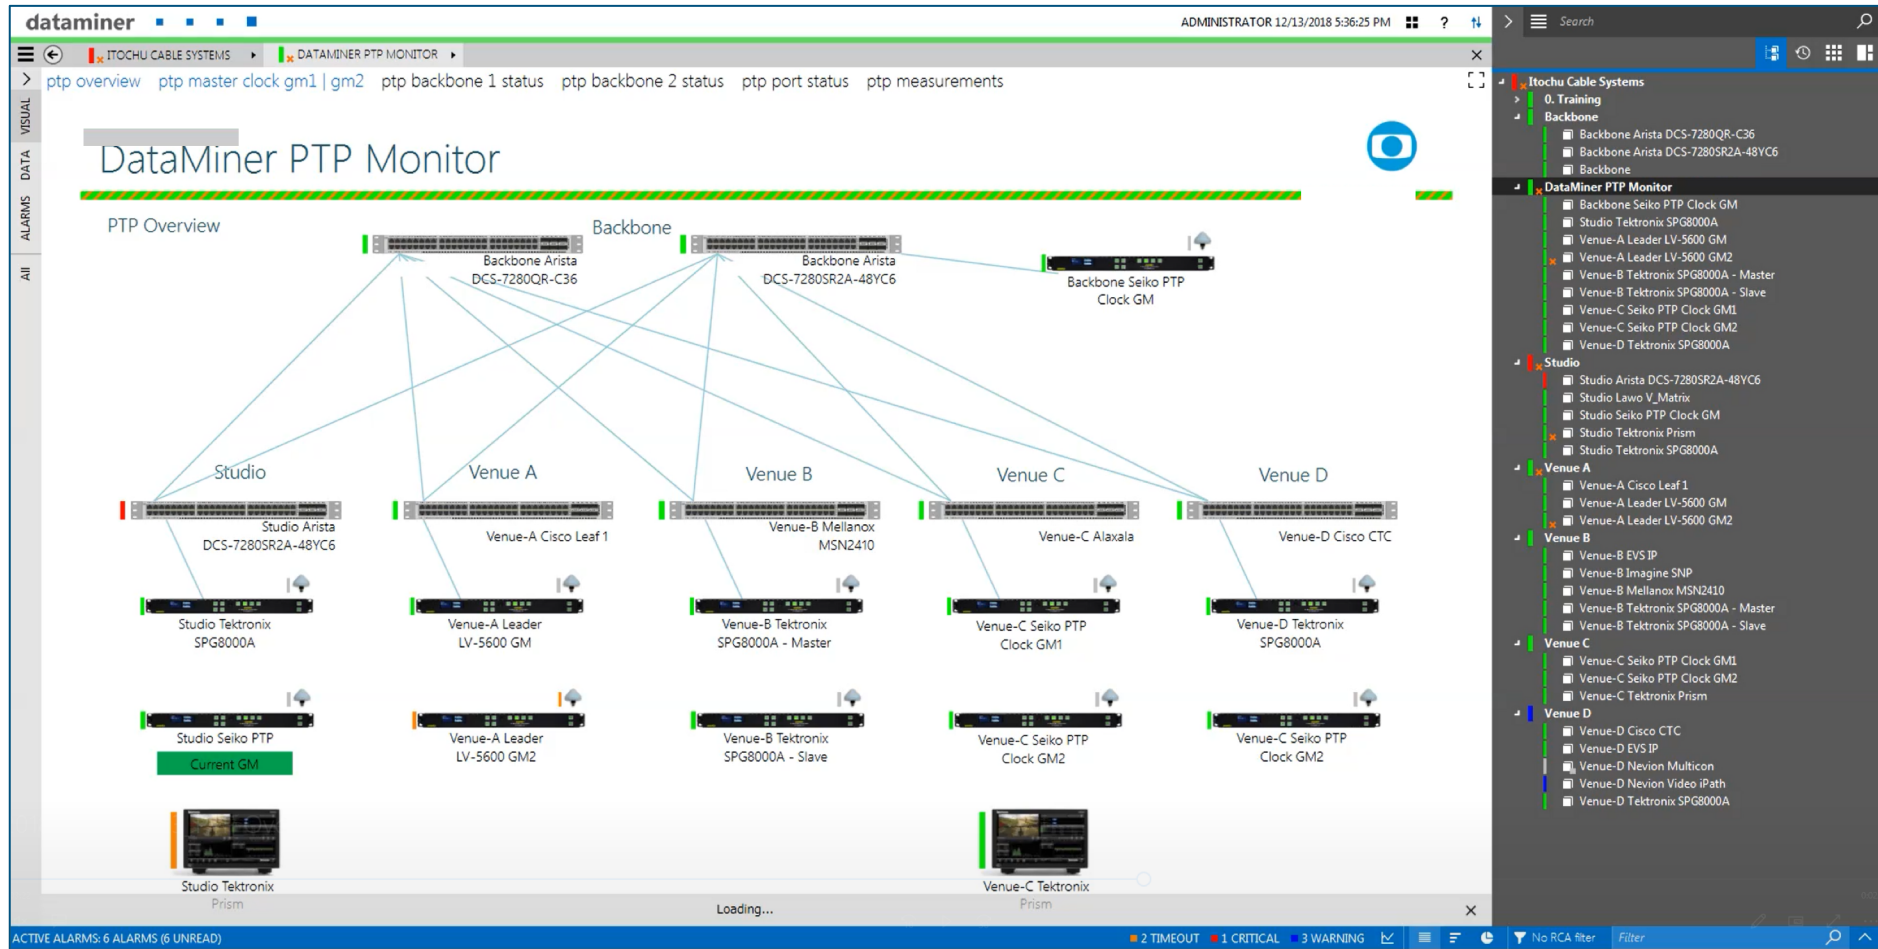 dataminer
ADMINISTRATOR 12/13/2018 5:36:25 PM
?
Search
ITOCHU CABLE SYSTEMS
DATAMINER PTP MONITOR
ptp overview
ptp master clock gm1 | gm2
ptp backbone 1 status
ptp backbone 2 status
ptp port status
ptp measurements
VISUAL
DATA
ALARMS
All
DataMiner PTP Monitor
PTP Overview
Backbone
Backbone Arista
DCS-7280QR-C36
Backbone Arista
DCS-7280SR2A-48YC6
Backbone Seiko PTP
Clock GM
Studio
Venue A
Venue B
Venue C
Venue D
Studio Arista
DCS-7280SR2A-48YC6
Venue-A Cisco Leaf 1
Venue-B Mellanox
MSN2410
Venue-C Alaxala
Venue-D Cisco CTC
Studio Tektronix
SPG8000A
Venue-A Leader
LV-5600 GM
Venue-B Tektronix
SPG8000A - Master
Venue-C Seiko PTP
Clock GM1
Venue-D Tektronix
SPG8000A
Studio Seiko PTP
Current GM
Venue-A Leader
LV-5600 GM2
Venue-B Tektronix
SPG8000A - Slave
Venue-C Seiko PTP
Clock GM2
Venue-C Seiko PTP
Clock GM2
Studio Tektronix
Prism
Venue-C Tektronix
Prism
Loading...
Itochu Cable Systems
0. Training
Backbone
Backbone Arista DCS-7280QR-C36
Backbone Arista DCS-7280SR2A-48YC6
Backbone
DataMiner PTP Monitor
Backbone Seiko PTP Clock GM
Studio Tektronix SPG8000A
Venue-A Leader LV-5600 GM
Venue-A Leader LV-5600 GM2
Venue-B Tektronix SPG8000A - Master
Venue-B Tektronix SPG8000A - Slave
Venue-C Seiko PTP Clock GM1
Venue-C Seiko PTP Clock GM2
Venue-D Tektronix SPG8000A
Studio
Studio Arista DCS-7280SR2A-48YC6
Studio Lawo V_Matrix
Studio Seiko PTP Clock GM
Studio Tektronix Prism
Studio Tektronix SPG8000A
Venue A
Venue-A Cisco Leaf 1
Venue-A Leader LV-5600 GM
Venue-A Leader LV-5600 GM2
Venue B
Venue-B EVS IP
Venue-B Imagine SNP
Venue-B Mellanox MSN2410
Venue-B Tektronix SPG8000A - Master
Venue-B Tektronix SPG8000A - Slave
Venue C
Venue-C Seiko PTP Clock GM1
Venue-C Seiko PTP Clock GM2
Venue-C Tektronix Prism
Venue D
Venue-D Cisco CTC
Venue-D EVS IP
Venue-D Nevion Multicon
Venue-D Nevion Video iPath
Venue-D Tektronix SPG8000A
ACTIVE ALARMS: 6 ALARMS (6 UNREAD)
2 TIMEOUT
1 CRITICAL
3 WARNING
No RCA filter
Filter